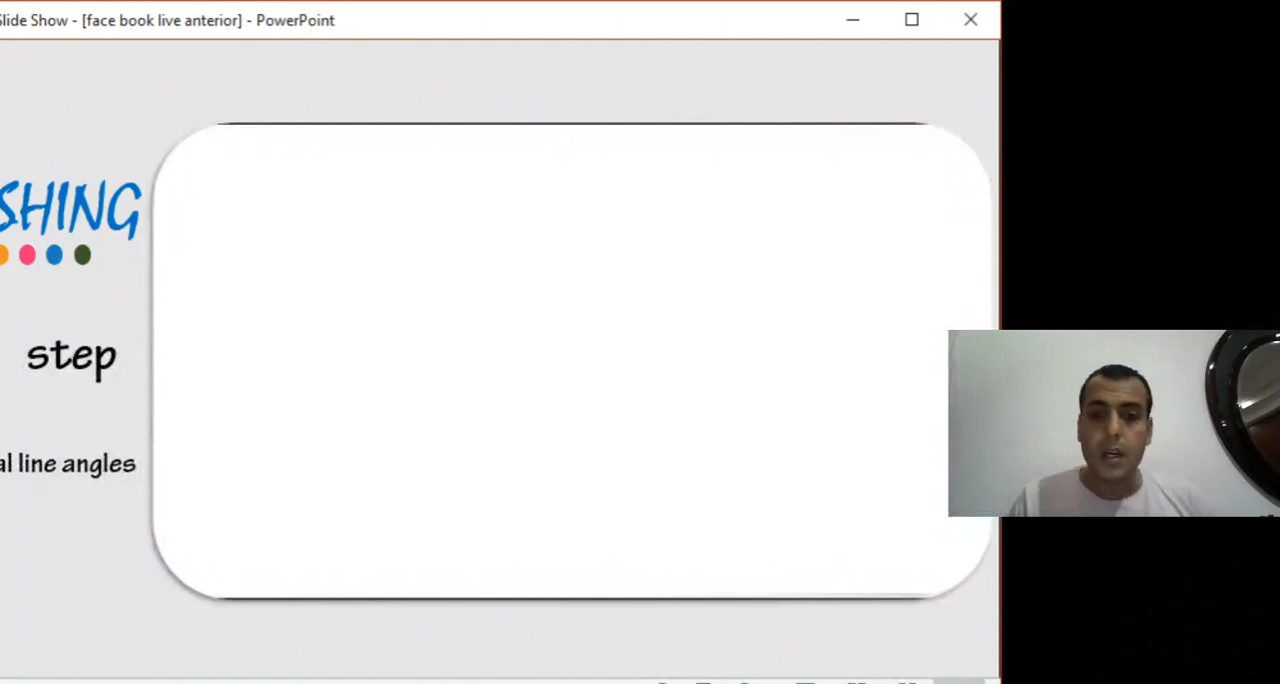 Slide Show - [face book live anterior] - PowerPoint
SHING
step
al line angles